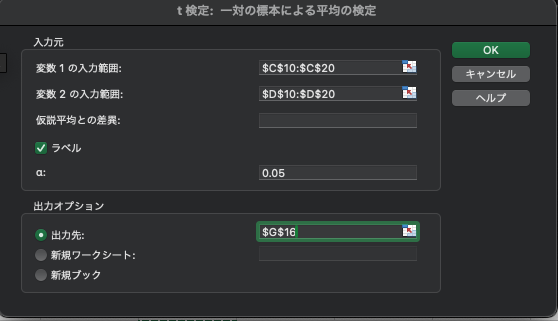 t 検定: 一対の標本による平均の検定
入力元
変数 1 の入力範囲: $C$10:$C$20
変数 2 の入力範囲: $D$10:$D$20
仮説平均との差異:
ラベル
α: 0.05
OK
キャンセル
ヘルプ
出力オプション
出力先: $G$16
新規ワークシート:
新規ブック